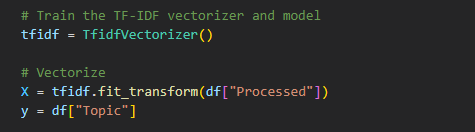 # Train the TF-IDF vectorizer and model
tfidf = TfidfVectorizer()
# Vectorize
X = tfidf.fit_transform(df["Processed"])
y = df["Topic"]